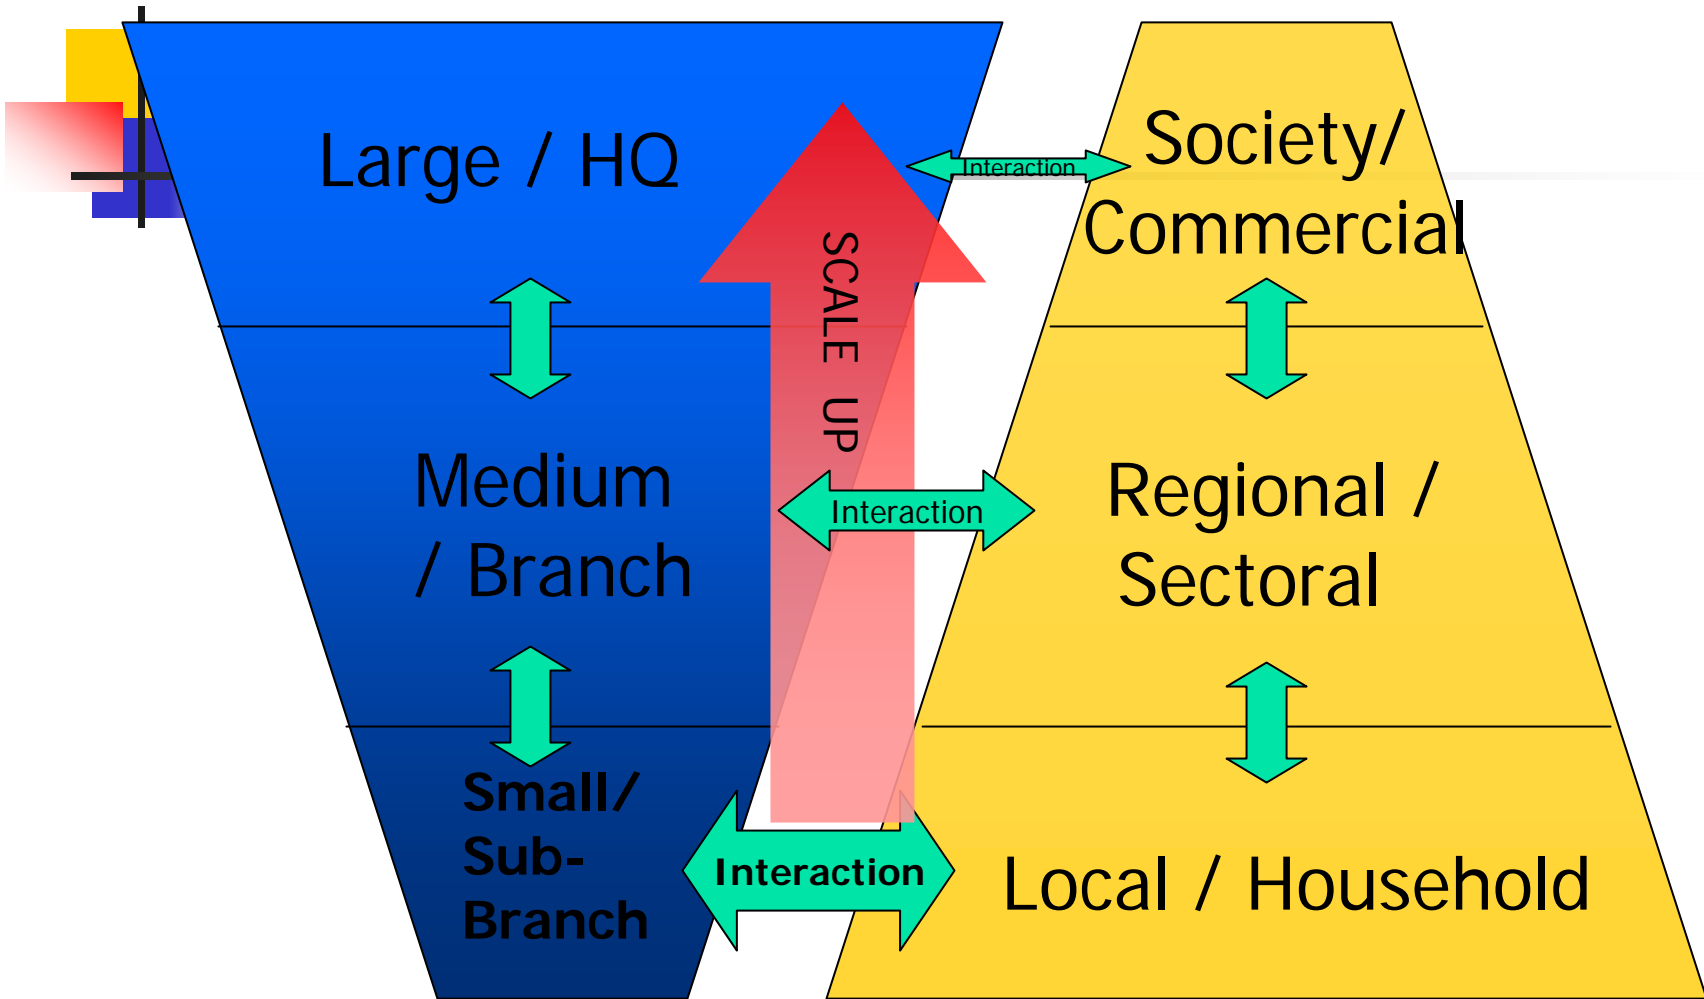 Large / HQ
Interaction
Society/
Commercial
SCALE UP
Medium
/ Branch
Interaction
Regional /
Sectoral
Small/
Sub-
Branch
Interaction
Local / Household